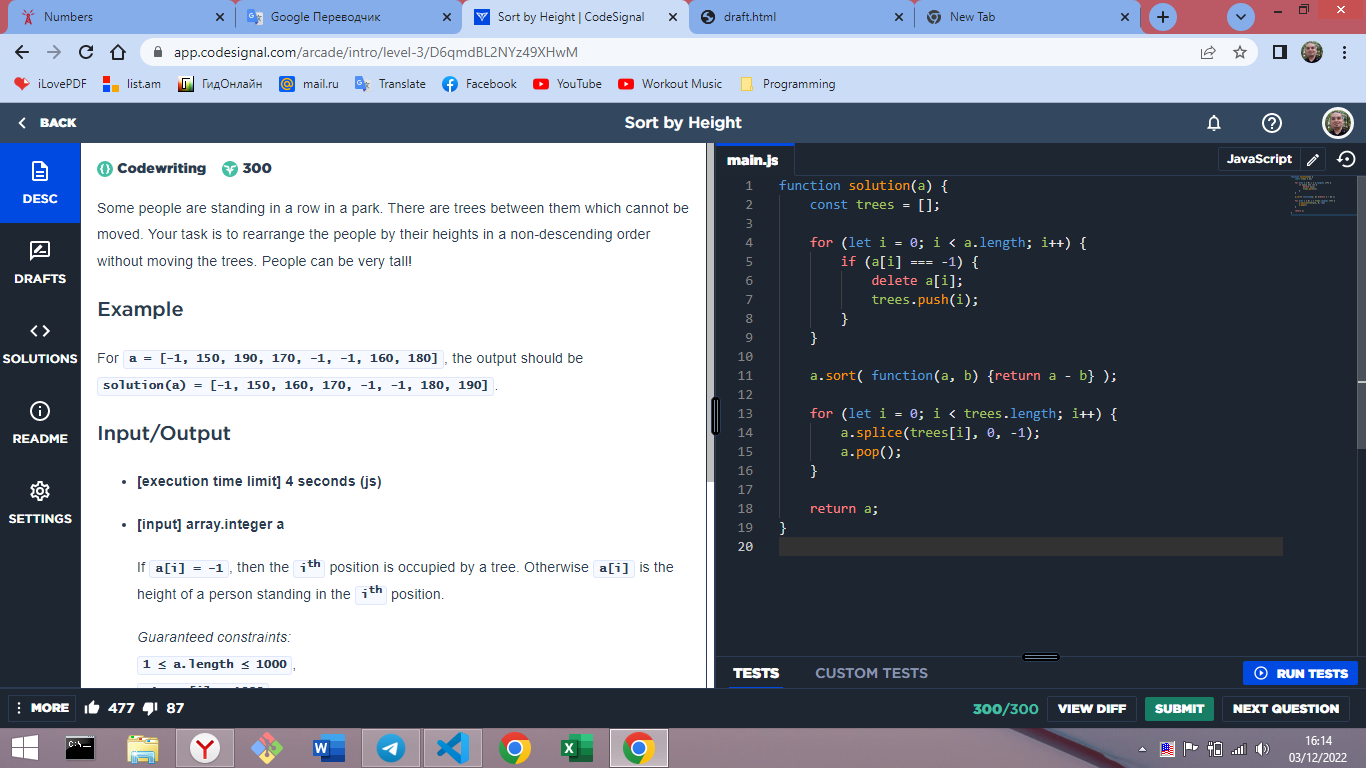 Numbers
Google Переводчик
Sort by Height | CodeSignal
draft.html
New Tab
app.codesignal.com/arcade/intro/level-3/D6qmdBL2NYz49XHwM
iLovePDF
list.am
ГидОнлайн
mail.ru
Translate
Facebook
YouTube
Workout Music
Programming
BACK
Sort by Height
DESC
DRAFTS
SOLUTIONS
README
SETTINGS
Codewriting 300
Some people are standing in a row in a park. There are trees between them which cannot be
moved. Your task is to rearrange the people by their heights in a non-descending order
without moving the trees. People can be very tall!
Example
For a = [-1, 150, 190, 170, -1, -1, 160, 180], the output should be
solution(a) = [-1, 150, 160, 170, -1, -1, 180, 190].
Input/Output
• [execution time limit] 4 seconds (js)
• [input] array.integer a
If a[i] = -1, then the ith position is occupied by a tree. Otherwise a[i] is the
height of a person standing in the ith position.
Guaranteed constraints:
1 ≤ a.length ≤ 1000,
main.js
JavaScript
1 function solution(a) {
2 const trees = [];
3
4 for (let i = 0; i < a.length; i++) {
5 if (a[i] === -1) {
6 delete a[i];
7 trees.push(i);
8 }
9 }
10
11 a.sort( function(a, b) {return a - b} );
12
13 for (let i = 0; i < trees.length; i++) {
14 a.splice(trees[i], 0, -1);
15 a.pop();
16 }
17
18 return a;
19 }
20
TESTS
CUSTOM TESTS
RUN TESTS
MORE
477
87
300/300
VIEW DIFF
SUBMIT
NEXT QUESTION
C:\_
16:14
03/12/2022